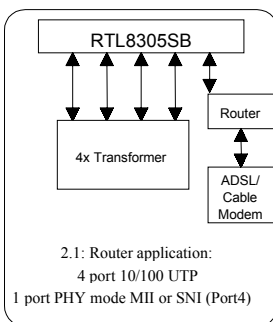 RTL8305SB
4x Transformer
Router
ADSL/
Cable
Modem
2.1: Router application:
4 port 10/100 UTP
1 port PHY mode MII or SNI (Port4)